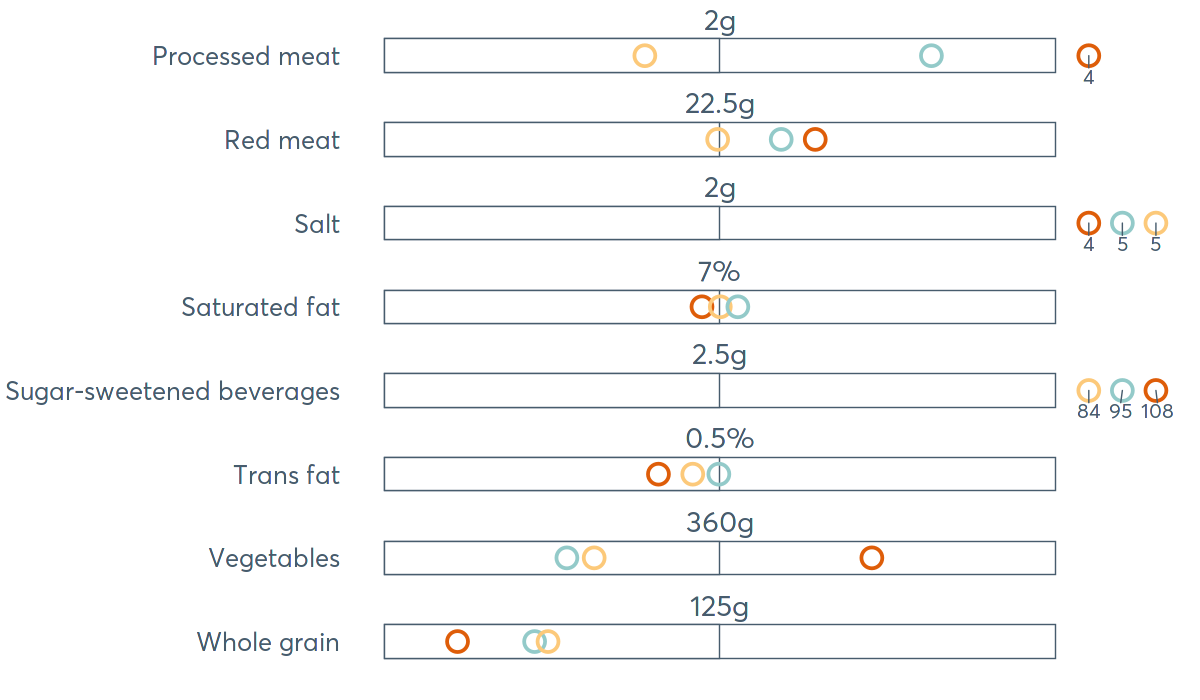 2g
Processed meat
4
22.5g
Red meat
2g
Salt
4 5 5
7%
Saturated fat
2.5g
Sugar-sweetened beverages
84 95 108
0.5%
Trans fat
360g
Vegetables
125g
Whole grain